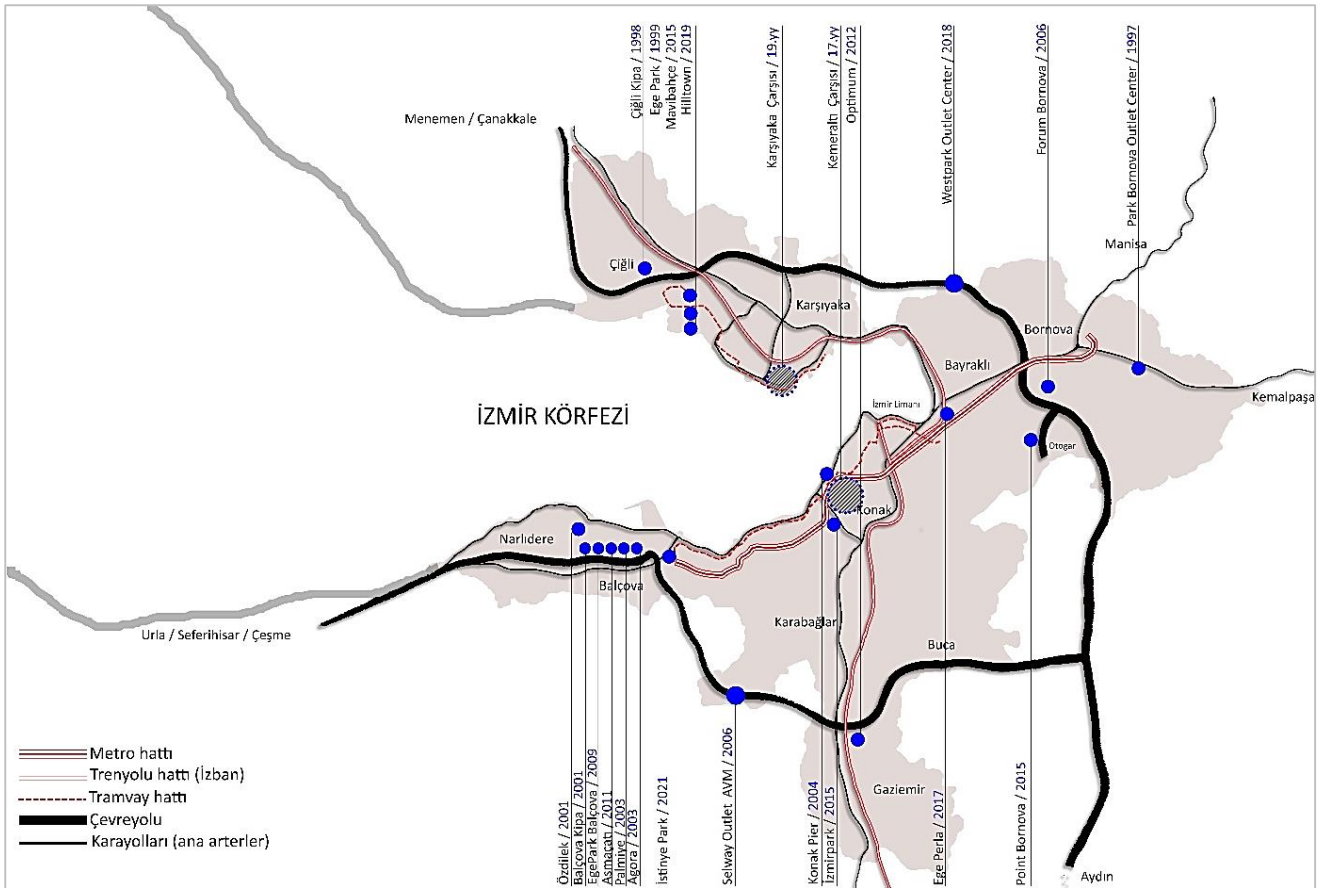 Çiğli Kipa / 1998
Ege Park / 1999
Mavibahçe / 2015
Hilltown / 2019
Karşıyaka Çarşısı / 19.yy
Kemeraltı Çarşısı / 17.yy
Optimum / 2012
Westpark Outlet Center / 2018
Forum Bornova / 2006
Park Bornova Outlet Center / 1997
Menemen / Çanakkale
Manisa
Çiğli
Karşıyaka
Bornova
Bayraklı
Kemalpaşa
İZMİR KÖRFEZİ
İzmir Limanı
Otogar
Konak
Narlıdere
Balçova
Karabağlar
Buca
Urla / Seferihisar / Çeşme
Gaziemir
Aydın
Metro hattı
Trenyolu hattı (İzban)
Tramvay hattı
Çevreyolu
Karayolları (ana arterler)
Özdilek / 2001
Balçova Kipa / 2001
EgePark Balçova / 2009
Asmaçatı / 2011
Palmiye / 2003
Agora / 2003
İstinye Park / 2021
Selway Outlet AVM / 2006
Konak Pier / 2004
Izmirpark / 2015
Ege Perla / 2017
Point Bornova / 2015